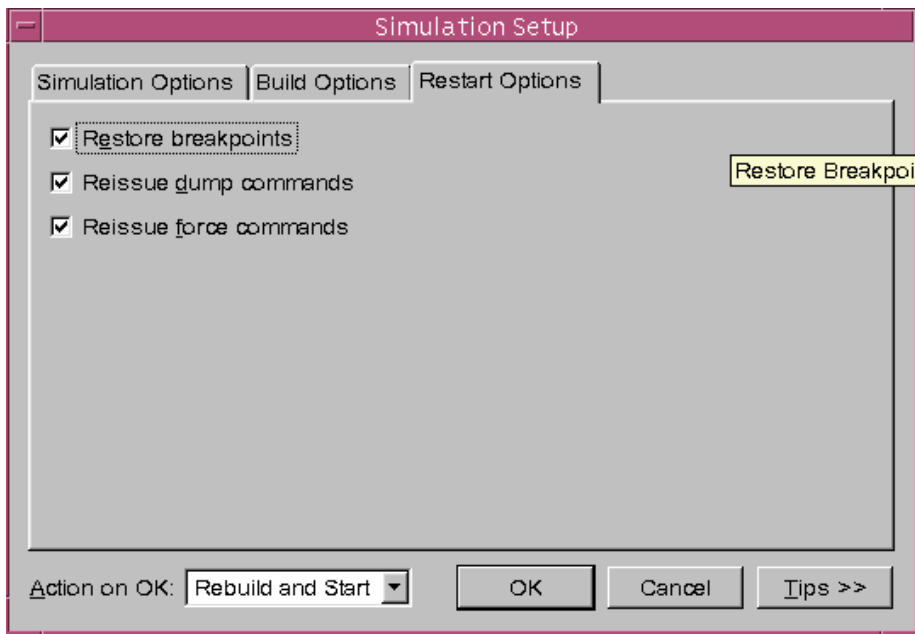 Simulation Setup
Simulation Options Build Options Restart Options
Restore breakpoints
Restore Breakpoi
Reissue dump commands
Reissue force commands
Action on OK: Rebuild and Start OK Cancel Tips >>